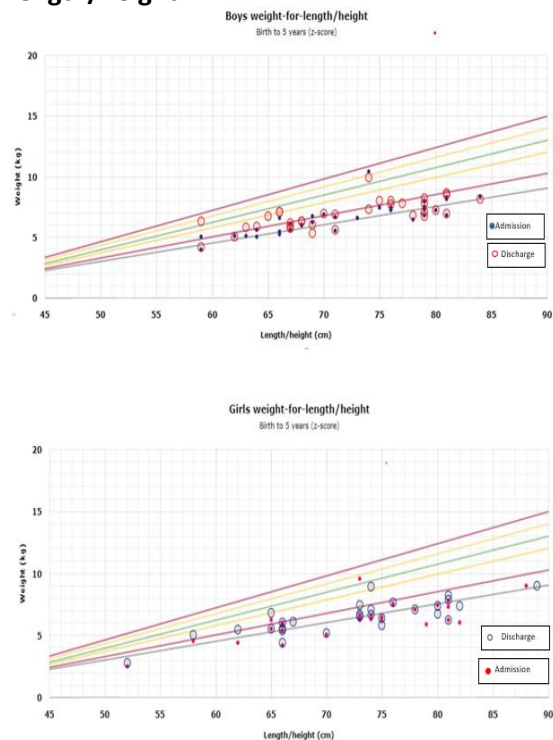 Boys weight-for-length/height
Birth to 5 years (z-score)
20
15
10
5
0
Weight (kg)
45 50 55 60 65 70 75 80 85 90
Length/height (cm)
Admission
Discharge
Girls weight-for-length/height
Birth to 5 years (z-score)
20
15
10
5
0
Weight (kg)
45 50 55 60 65 70 75 80 85 90
Length/height (cm)
Discharge
Admission